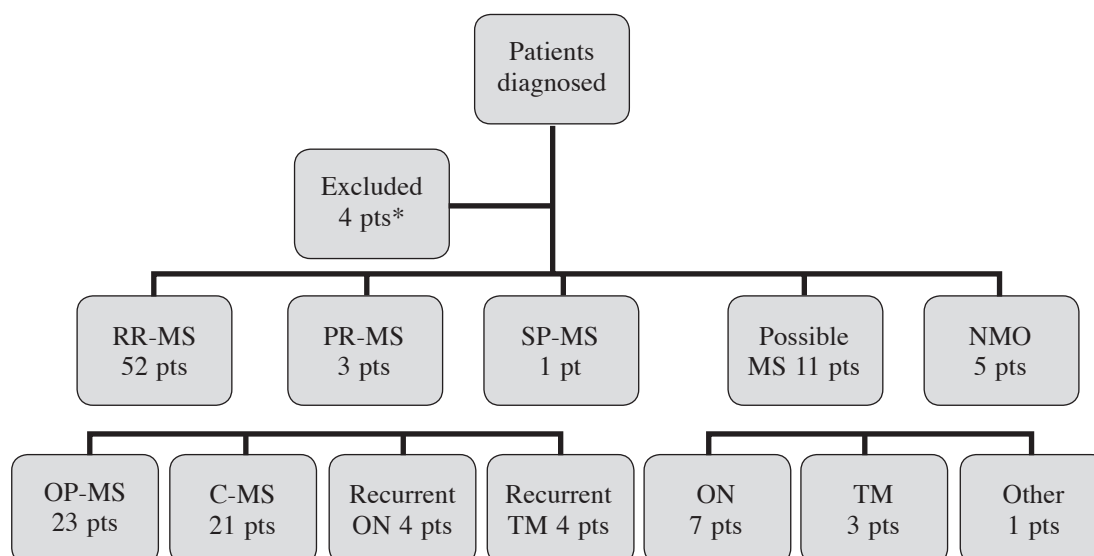 Patients
diagnosed
Excluded
4 pts*
RR-MS
52 pts
PR-MS
3 pts
SP-MS
1 pt
Possible
MS 11 pts
NMO
5 pts
OP-MS
23 pts
C-MS
21 pts
Recurrent
ON 4 pts
Recurrent
TM 4 pts
ON
7 pts
TM
3 pts
Other
1 pts